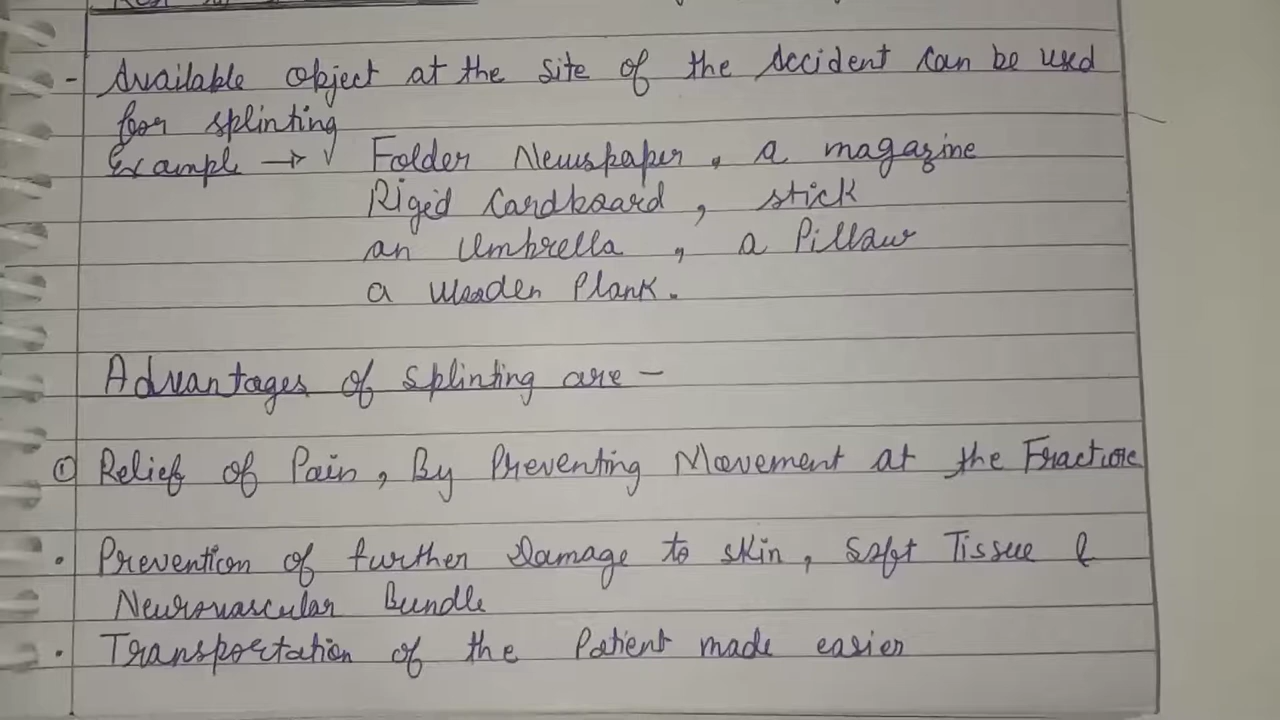 - Available object at the site of the Accident can be used
for splinting
Example → Folder Newspaper, a magazine
Riged Cardboard, stick
an Umbrella, a Pillaw
a Wooden Plank.
Advantages of splinting are -
① Relief of Pain, By Preventing Movement at the Fracture
• Prevention of further Damage to skin, Soft Tissue &
Neurovascular Bundle
• Transportation of the Patient made easier